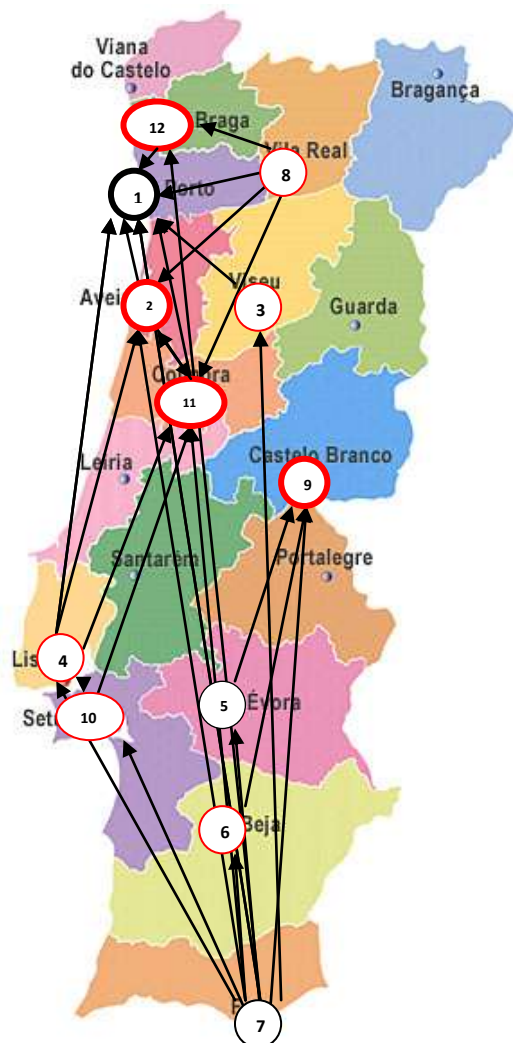 Viana
do Castelo
Bragança
12
Braga
Vila Real
8
1
Porto
Avei
2
Viseu
3
Guarda
Coimbra
11
Castelo Branco
Leiria
9
Santarém
Portalegre
Lis
4
Set
10
5
Évora
6
Beja
F
7